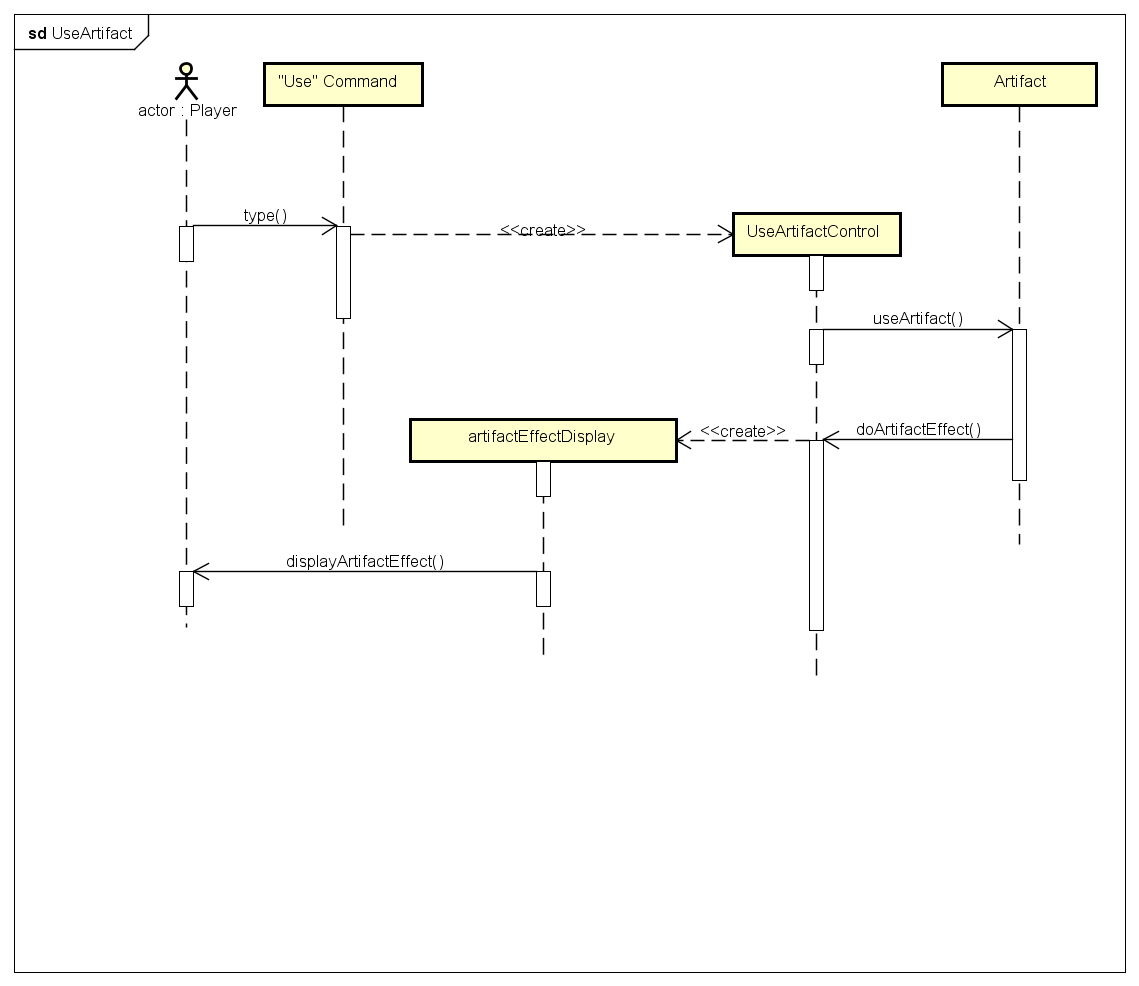 sd UseArtifact
actor : Player
"Use" Command
Artifact
type()
<<create>>
UseArtifactControl
useArtifact()
artifactEffectDisplay
<<create>>
doArtifactEffect()
displayArtifactEffect()